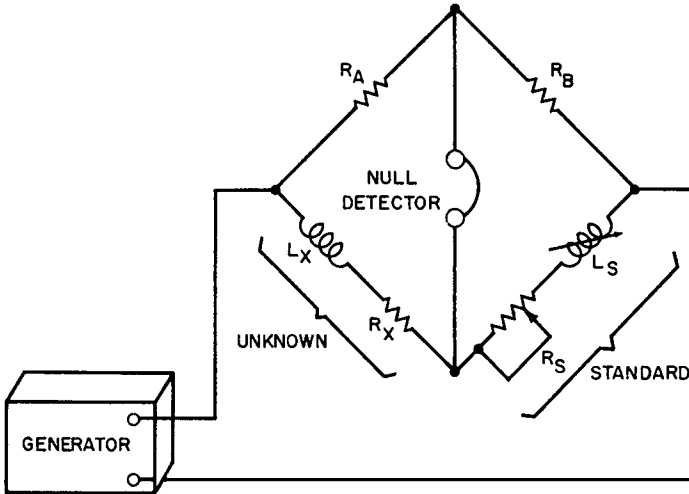 RA
RB
NULL
DETECTOR
LX
LS
RX
UNKNOWN
RS
STANDARD
GENERATOR